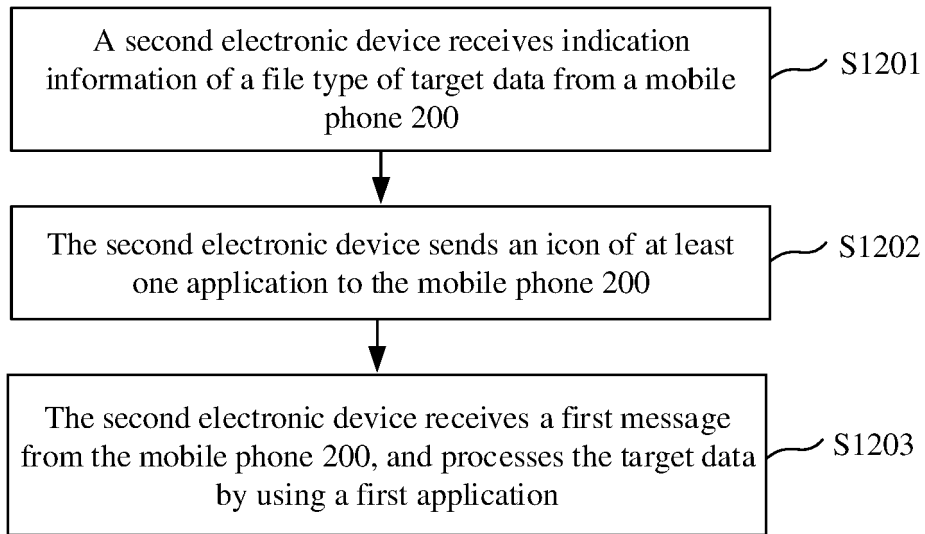 A second electronic device receives indication
information of a file type of target data from a mobile
phone 200
S1201
The second electronic device sends an icon of at least
one application to the mobile phone 200
S1202
The second electronic device receives a first message
from the mobile phone 200, and processes the target data
by using a first application
S1203